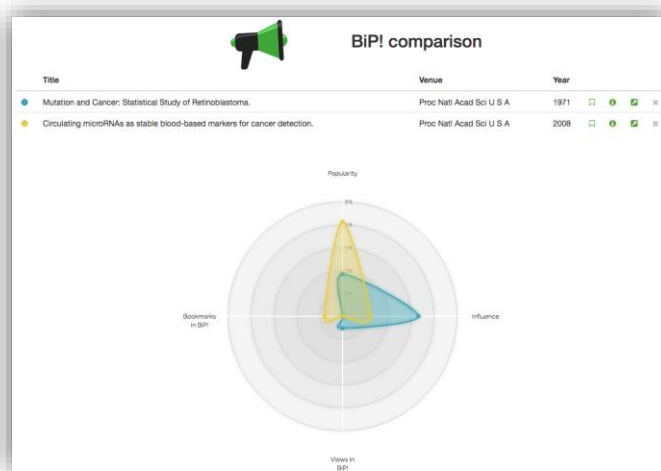 BiP! comparison
Title Venue Year
Mutation and Cancer: Statistical Study of Retinoblastoma. Proc Natl Acad Sci U S A 1971
Circulating microRNAs as stable blood-based markers for cancer detection. Proc Natl Acad Sci U S A 2008
Popularity
Bookmarks
in BiP!
Influence
Views in
BiP!